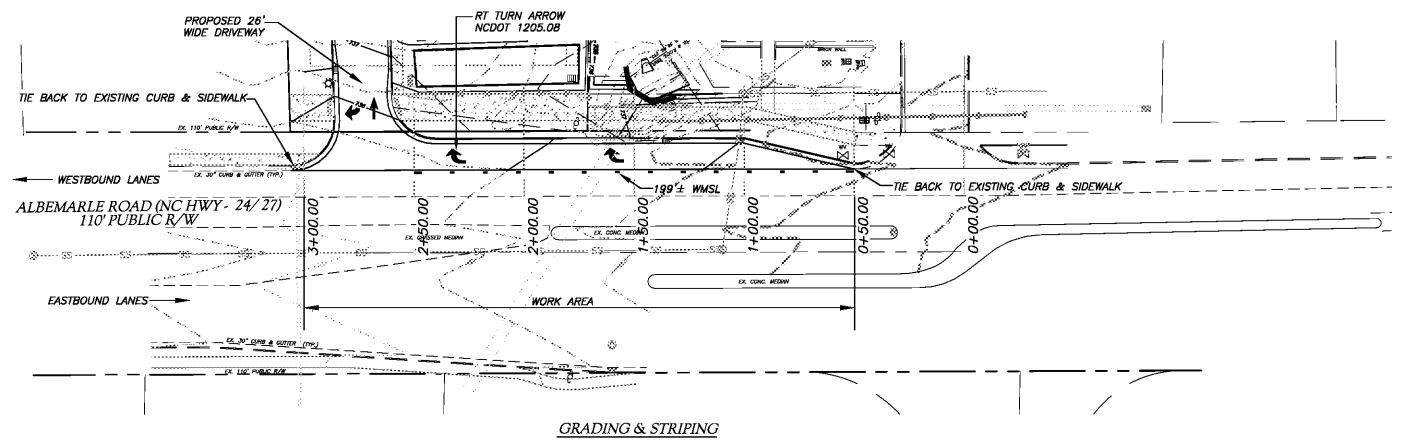 PROPOSED 26'
WIDE DRIVEWAY
RT TURN ARROW
NCDOT 1205.08
BRICK WALL
TIE BACK TO EXISTING CURB & SIDEWALK
EX. 110' PUBLIC R/W
EX. 30" CURB & GUTTER (TYP.)
WESTBOUND LANES
199'± WMSL
TIE BACK TO EXISTING CURB & SIDEWALK
ALBEMARLE ROAD (NC HWY - 24/27)
110' PUBLIC R/W
3+00.00
2+50.00
2+00.00
1+50.00
1+00.00
0+50.00
0+00.00
EX. GRASSED MEDIAN
EX. CONC. MEDIAN
EX. CONC. MEDIAN
EASTBOUND LANES
WORK AREA
EX. 30" CURB & GUTTER (TYP.)
EX. 110' PUBLIC R/W
GRADING & STRIPING